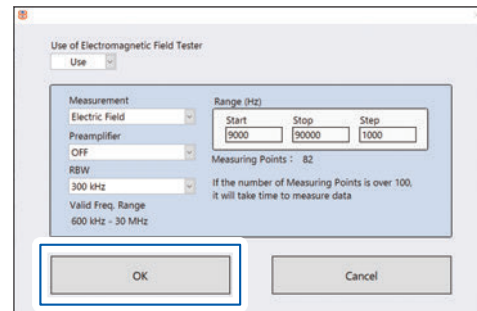 Use of Electromagnetic Field Tester
Use
Measurement
Electric Field
Preamplifier
OFF
RBW
300 kHz
Valid Freq. Range
600 kHz - 30 MHz
Range (Hz)
Start Stop Step
9000 90000 1000
Measuring Points : 82
If the number of Measuring Points is over 100,
it will take time to measure data
OK
Cancel